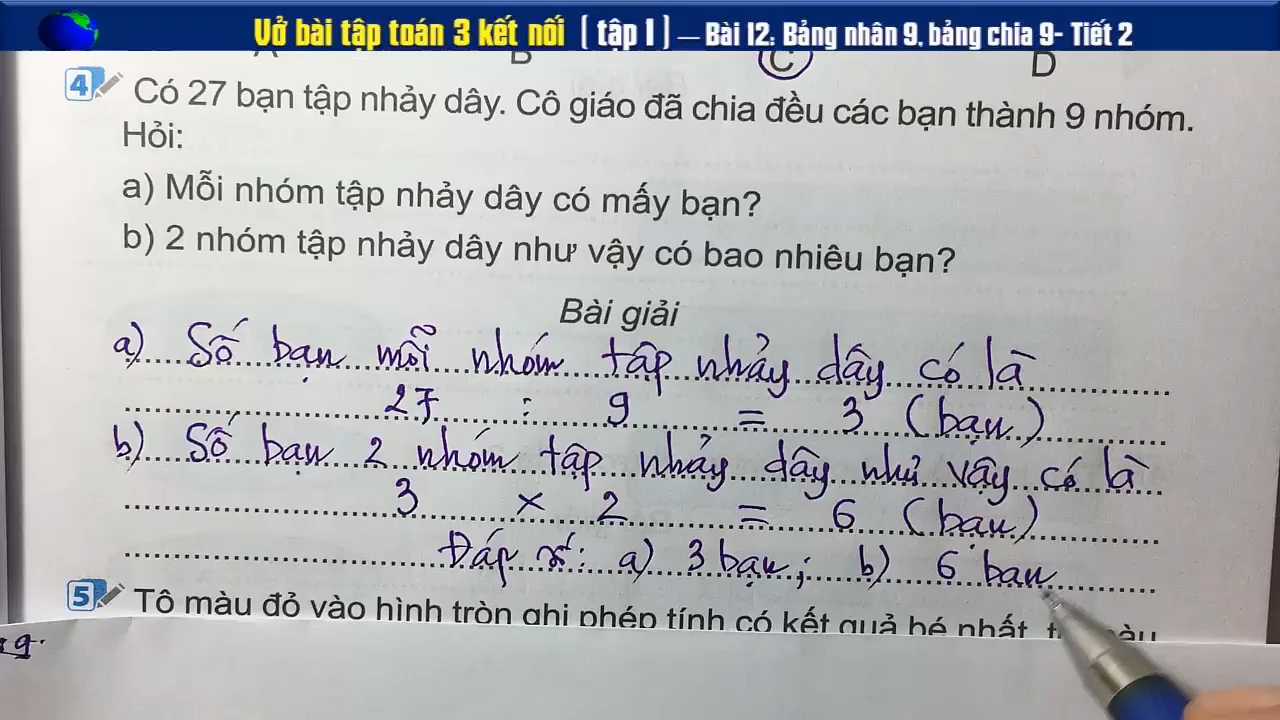 Vở bài tập toán 3 kết nối ( tập 1 ) – Bài 12: Bảng nhân 9, bảng chia 9- Tiết 2
B C D
4 Có 27 bạn tập nhảy dây. Cô giáo đã chia đều các bạn thành 9 nhóm.
Hỏi:
a) Mỗi nhóm tập nhảy dây có mấy bạn?
b) 2 nhóm tập nhảy dây như vậy có bao nhiêu bạn?
Bài giải
a) Số bạn mỗi nhóm tập nhảy dây có là
27 : 9 = 3 (bạn)
b) Số bạn 2 nhóm tập nhảy dây như vậy có là
3 × 2 = 6 (bạn)
Đáp số: a) 3 bạn; b) 6 bạn
5 Tô màu đỏ vào hình tròn ghi phép tính có kết quả bé nhất,